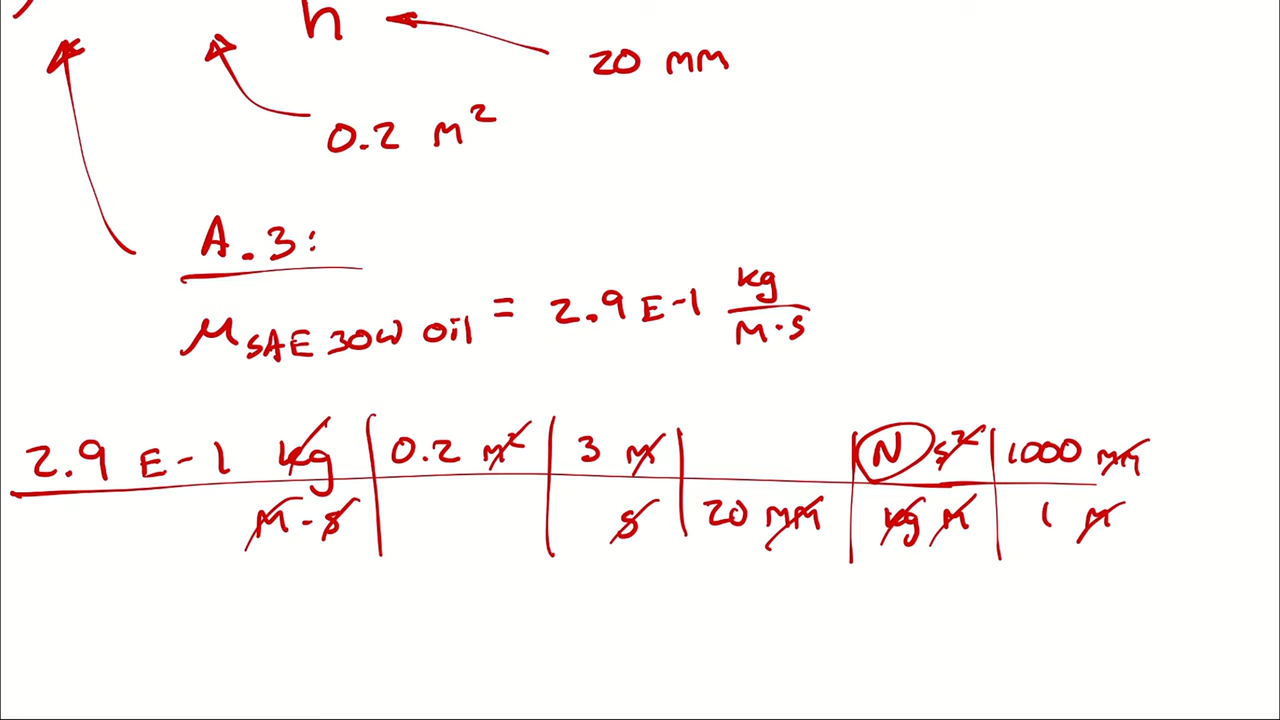 h
20 mm
0.2 m²
A.3:
μ SAE 30W Oil = 2.9 E-1 kg / m·s
2.9 E-1 kg | 0.2 m² | 3 m | | N s² | 1000 mm
m·s | | s | 20 mm | kg m | 1 m